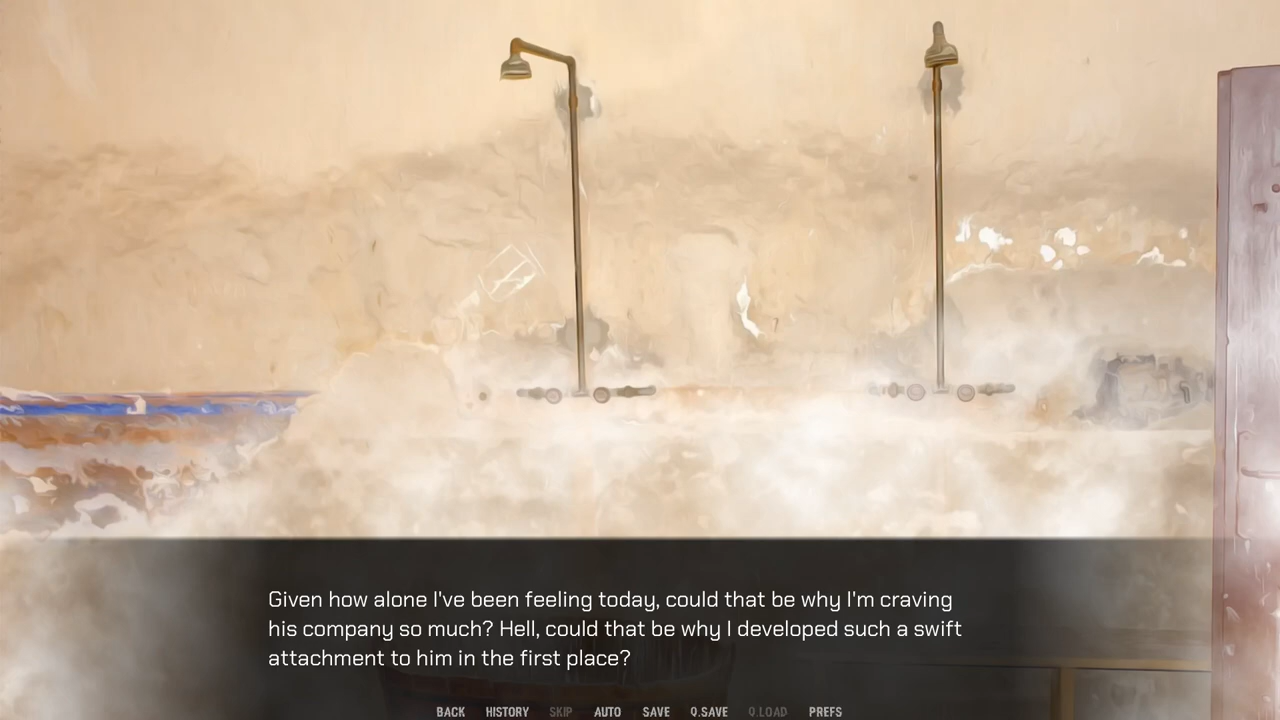 Given how alone I've been feeling today, could that be why I'm craving
his company so much? Hell, could that be why I developed such a swift
attachment to him in the first place?
BACK HISTORY SKIP AUTO SAVE Q.SAVE Q.LOAD PREFS